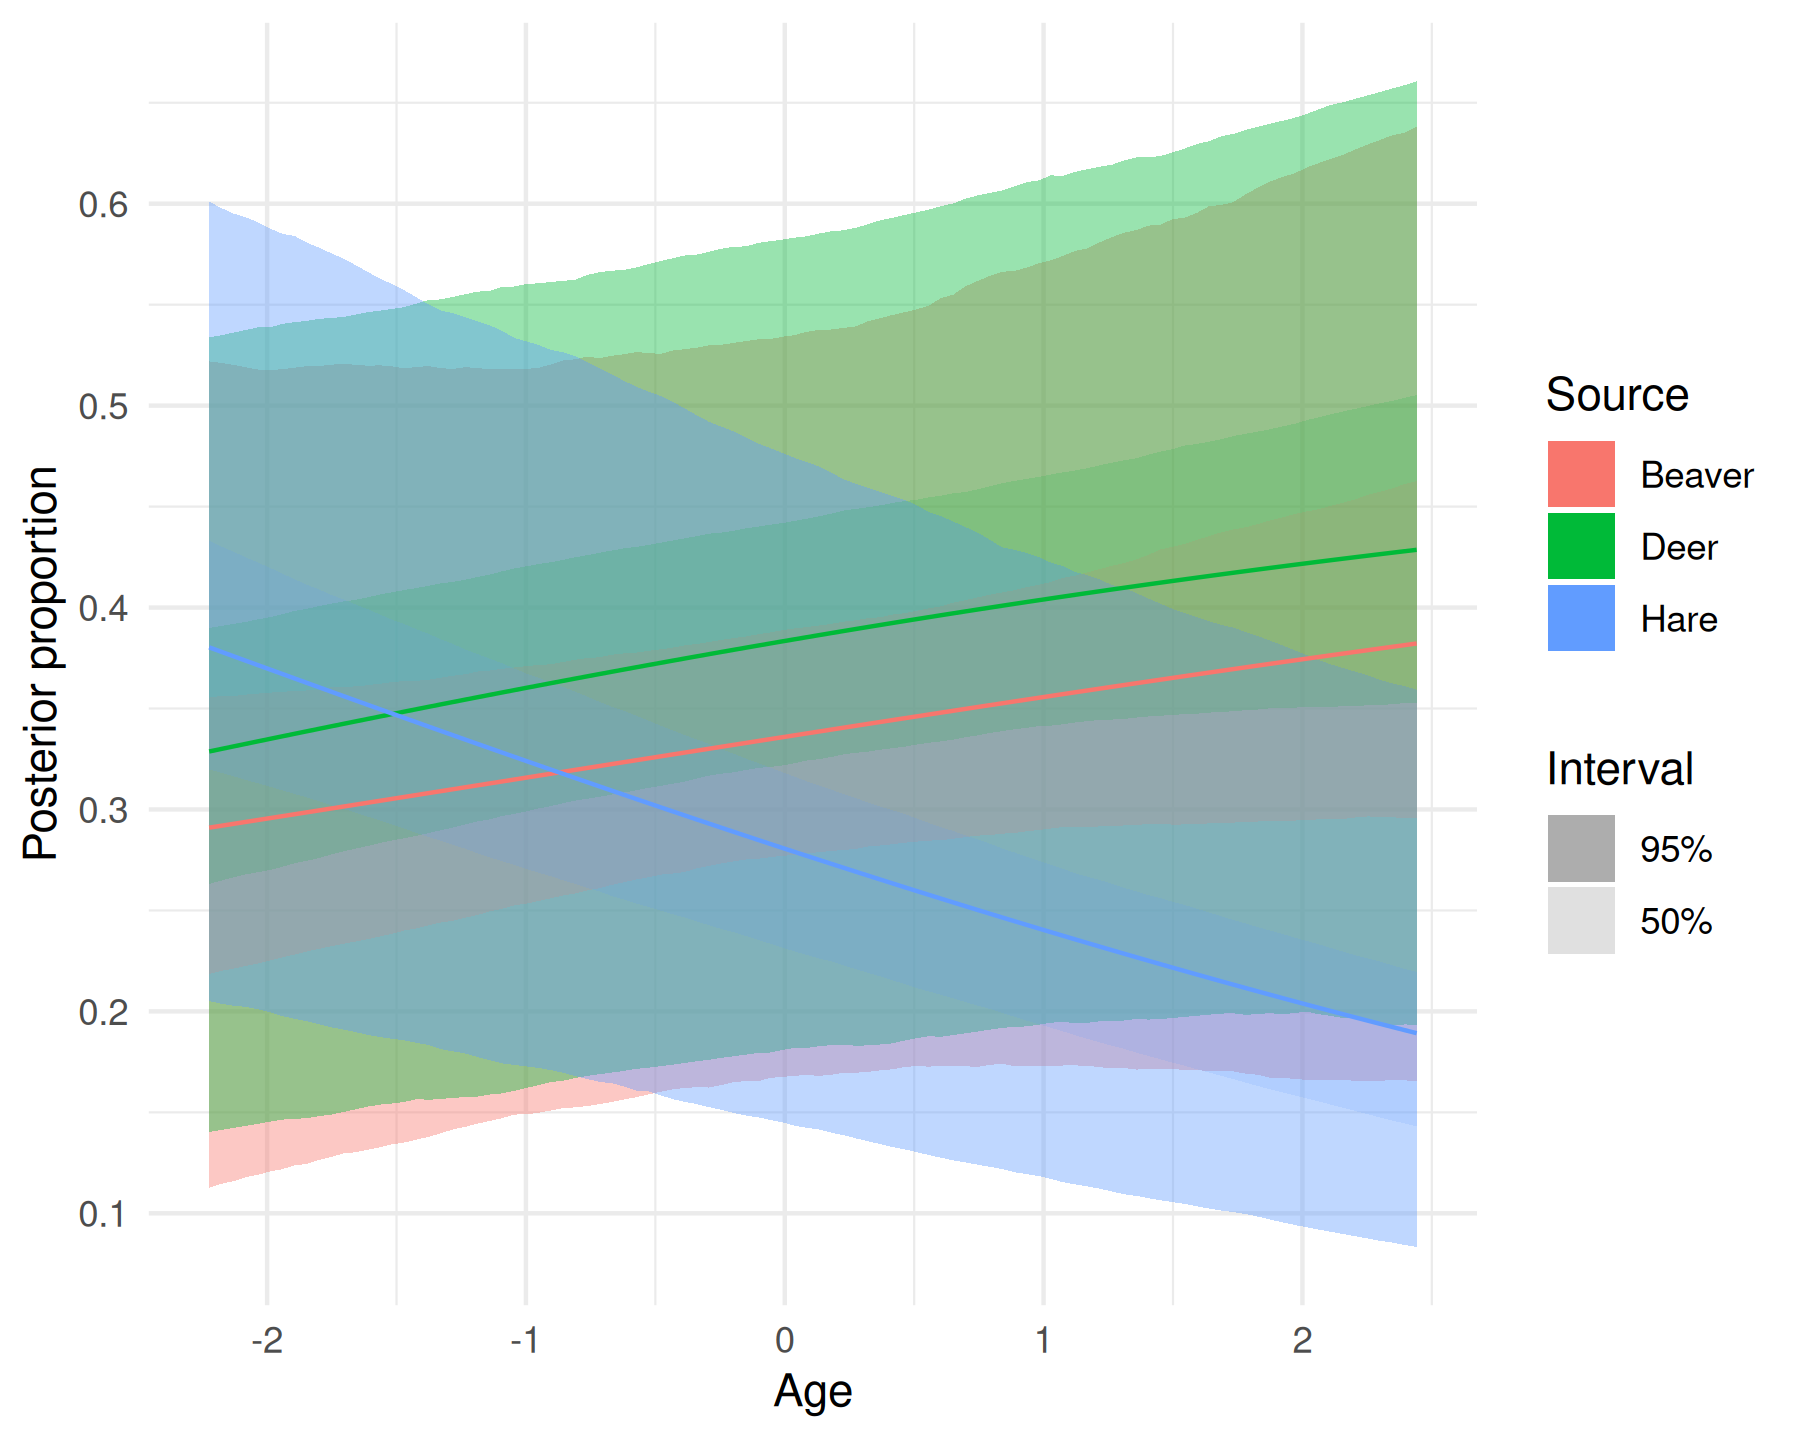 0.6
0.5
0.4
0.3
0.2
0.1
Posterior proportion
-2
-1
0
1
2
Age
Source
Beaver
Deer
Hare
Interval
95%
50%